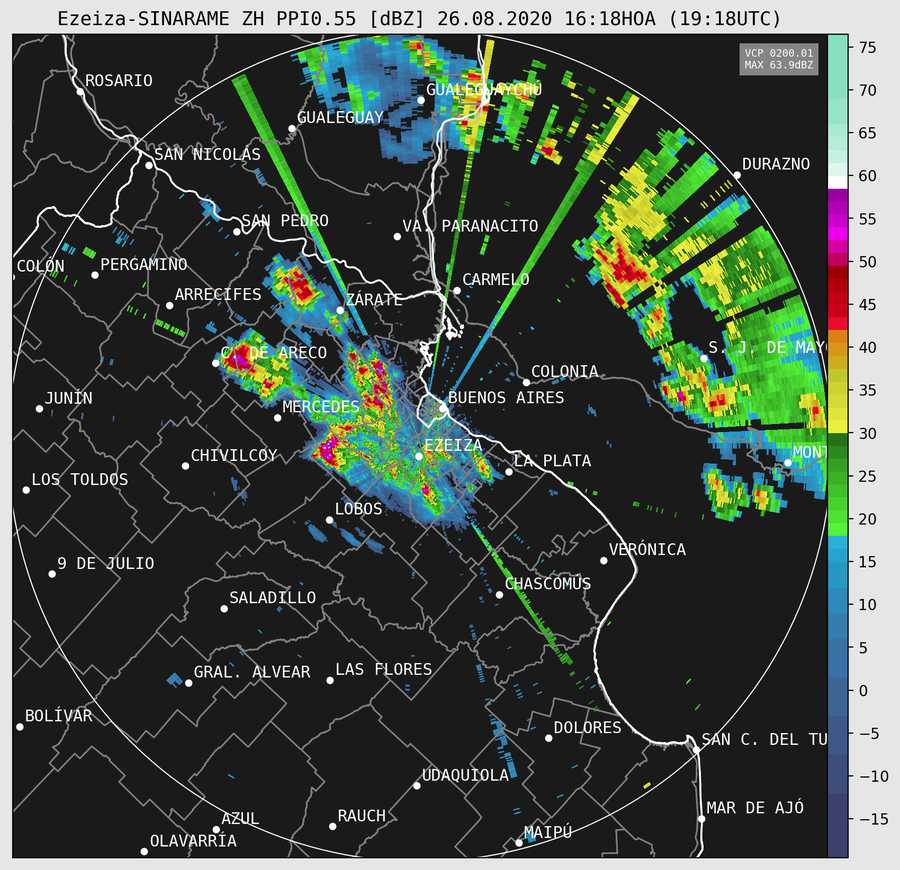 Ezeiza-SINARAME ZH PPI0.55 [dBZ] 26.08.2020 16:18HOA (19:18UTC)
VCP 0200.01
MAX 63.9dBZ
75
70
65
60
55
50
45
40
35
30
25
20
15
10
5
0
−5
−10
−15
ROSARIO
GUALEGUAYCHÚ
GUALEGUAY
SAN NICOLAS
DURAZNO
SAN PEDRO
VA. PARANACITO
COLÓN
PERGAMINO
CARMELO
ARRECIFES
ZÁRATE
C. DE ARECO
S. J. DE MAY
COLONIA
JUNÍN
MERCEDES
BUENOS AIRES
EZEIZA
CHIVILCOY
LA PLATA
MON
LOS TOLDOS
LOBOS
VERÓNICA
9 DE JULIO
CHASCOMÚS
SALADILLO
GRAL. ALVEAR
LAS FLORES
BOLÍVAR
DOLORES
SAN C. DEL TU
UDAQUIOLA
MAR DE AJÓ
AZUL
RAUCH
MAIPÚ
OLAVARRÍA